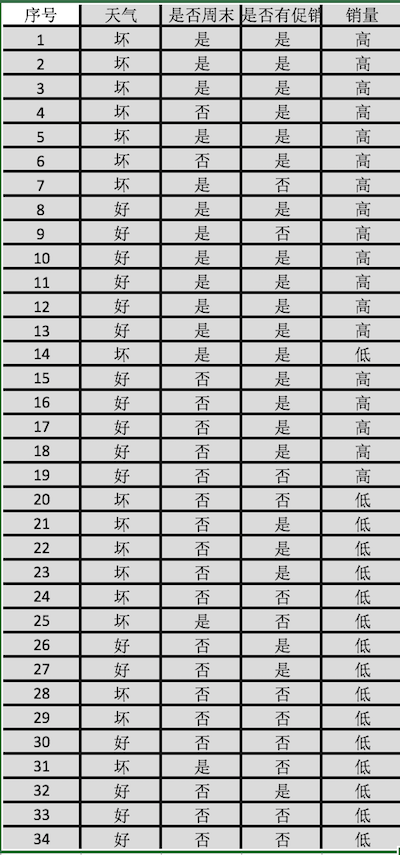 序号 天气 是否周末 是否有促销 销量
1 坏 是 是 高
2 坏 是 是 高
3 坏 是 是 高
4 坏 否 是 高
5 坏 是 是 高
6 坏 否 是 高
7 坏 是 否 高
8 好 是 是 高
9 好 是 否 高
10 好 是 是 高
11 好 是 是 高
12 好 是 是 高
13 好 是 是 高
14 坏 是 是 低
15 好 否 是 高
16 好 否 是 高
17 好 否 是 高
18 好 否 是 高
19 好 否 否 高
20 坏 否 否 低
21 坏 否 是 低
22 坏 否 是 低
23 坏 否 是 低
24 坏 否 否 低
25 坏 是 否 低
26 好 否 是 低
27 好 否 是 低
28 坏 否 否 低
29 坏 否 否 低
30 好 否 否 低
31 坏 是 否 低
32 好 否 是 低
33 好 否 否 低
34 好 否 否 低